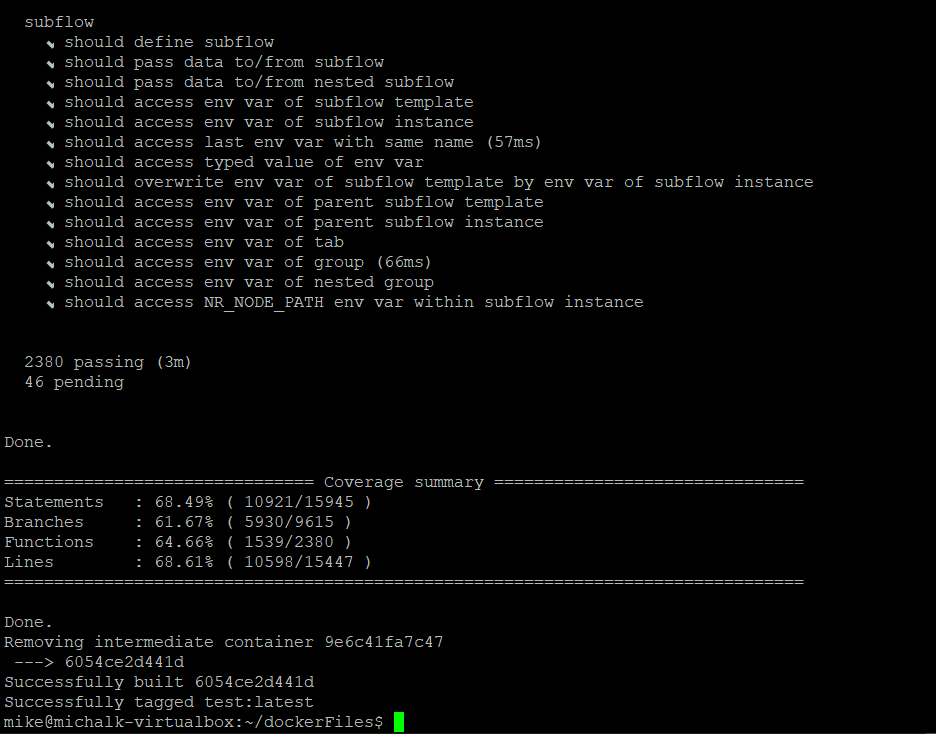 subflow
✔ should define subflow
✔ should pass data to/from subflow
✔ should pass data to/from nested subflow
✔ should access env var of subflow template
✔ should access env var of subflow instance
✔ should access last env var with same name (57ms)
✔ should access typed value of env var
✔ should overwrite env var of subflow template by env var of subflow instance
✔ should access env var of parent subflow template
✔ should access env var of parent subflow instance
✔ should access env var of tab
✔ should access env var of group (66ms)
✔ should access env var of nested group
✔ should access NR_NODE_PATH env var within subflow instance
2380 passing (3m)
46 pending
Done.
=============================== Coverage summary ===============================
Statements   : 68.49% ( 10921/15945 )
Branches     : 61.67% ( 5930/9615 )
Functions    : 64.66% ( 1539/2380 )
Lines        : 68.61% ( 10598/15447 )
================================================================================
Done.
Removing intermediate container 9e6c41fa7c47
---> 6054ce2d441d
Successfully built 6054ce2d441d
Successfully tagged test:latest
mike@michalk-virtualbox:~/dockerFiles$